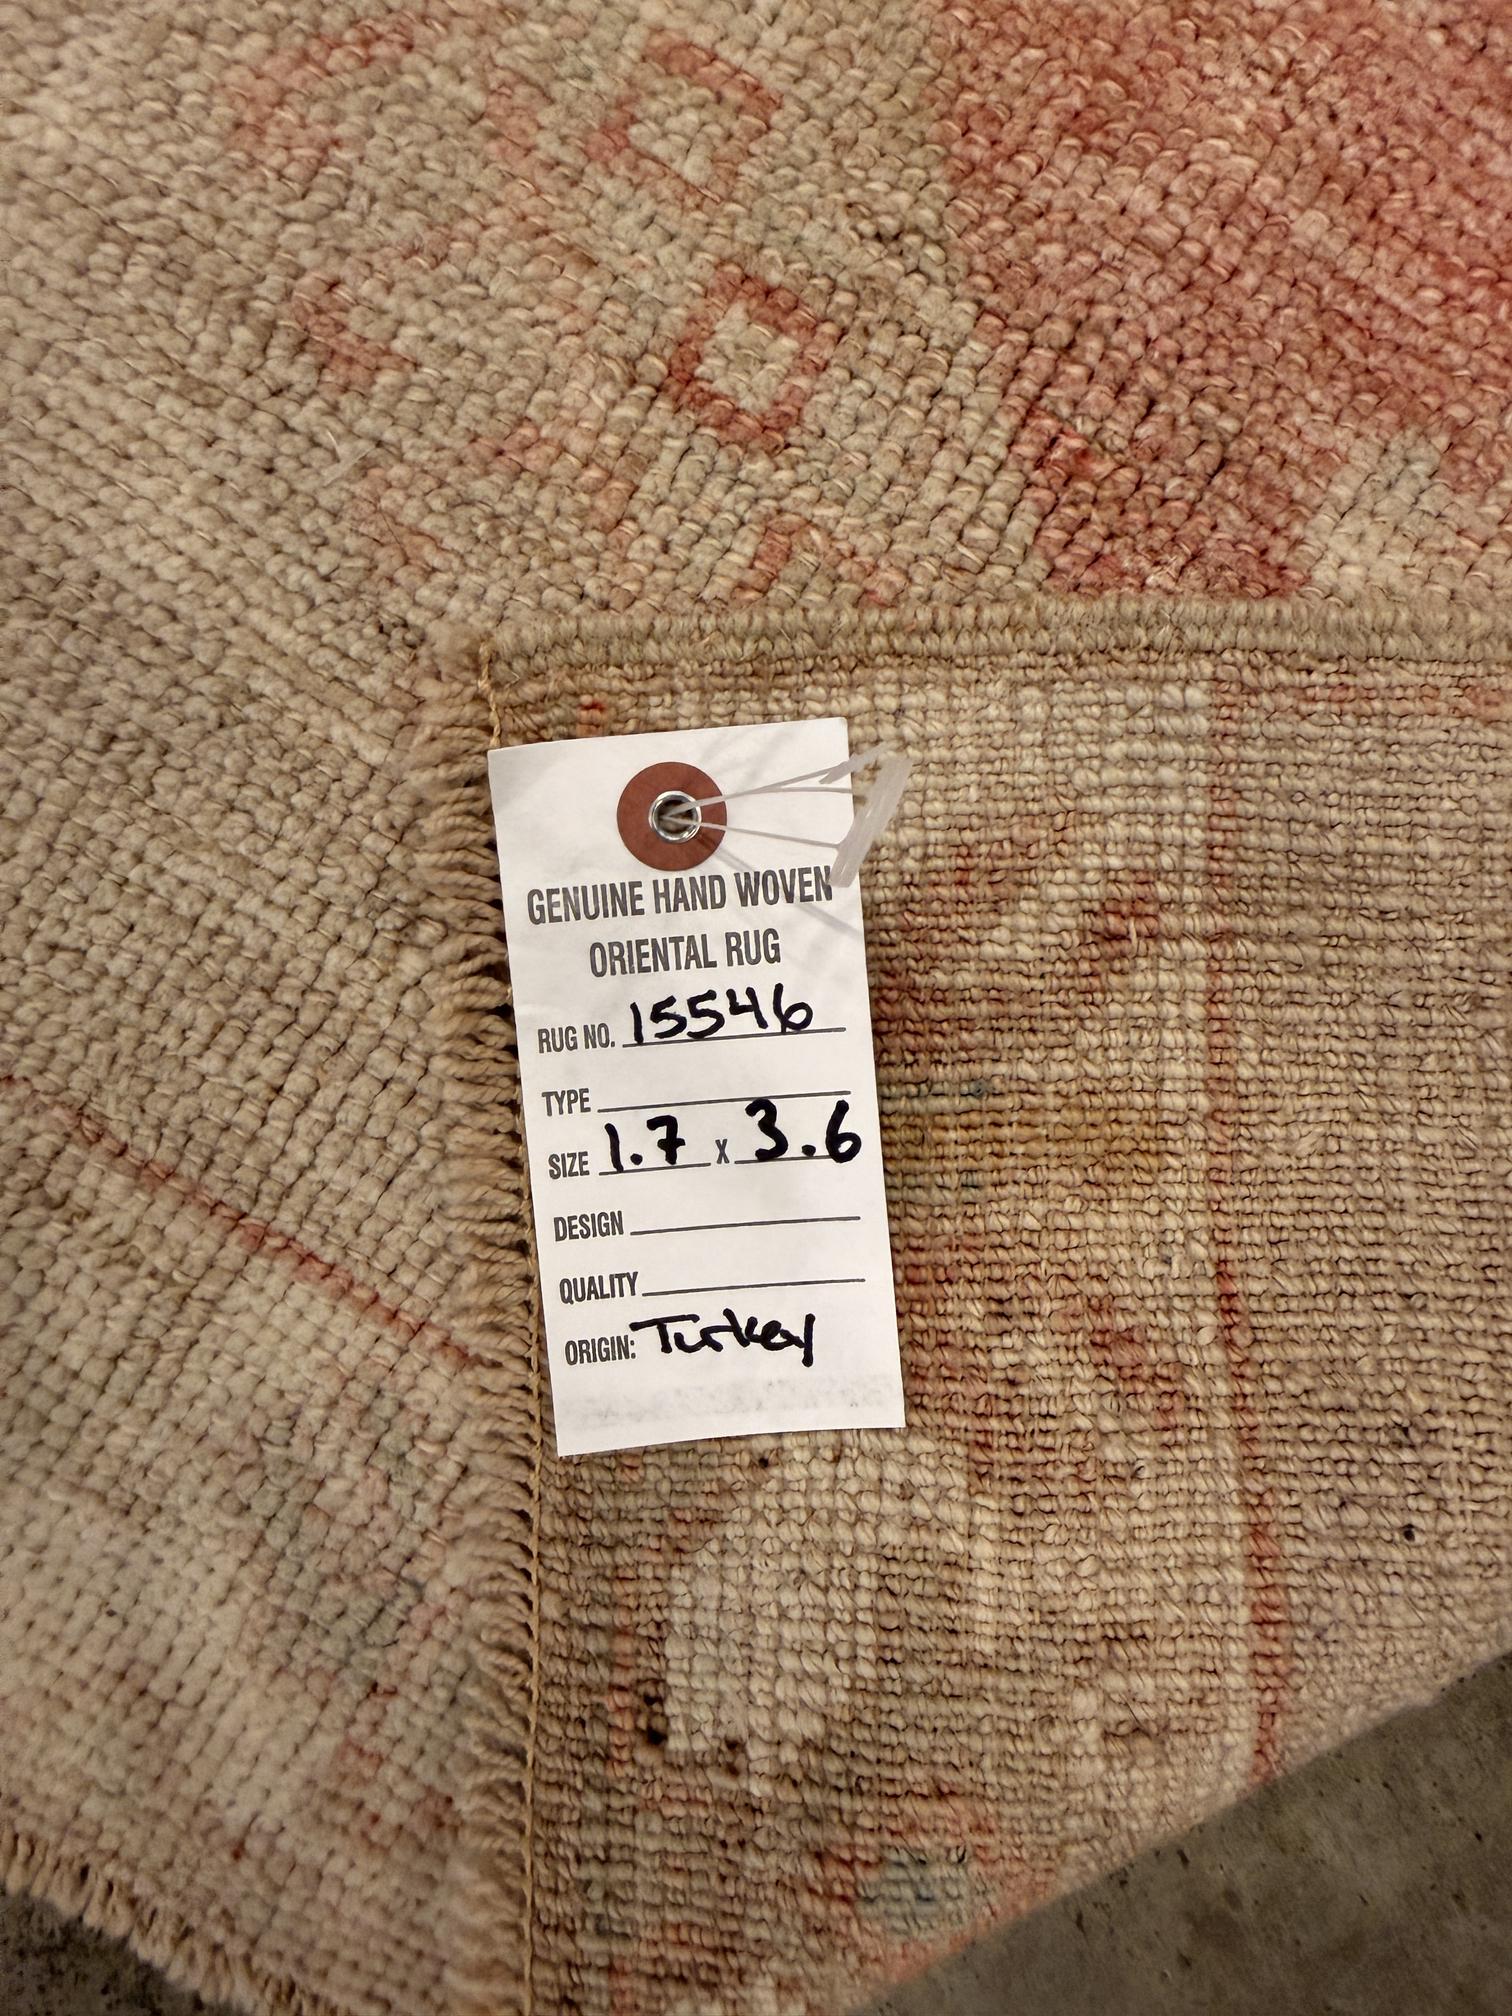 GENUINE HAND WOVEN
ORIENTAL RUG
RUG NO. 15546
TYPE
SIZE 1.7 x 3.6
DESIGN
QUALITY
ORIGIN: Turkey